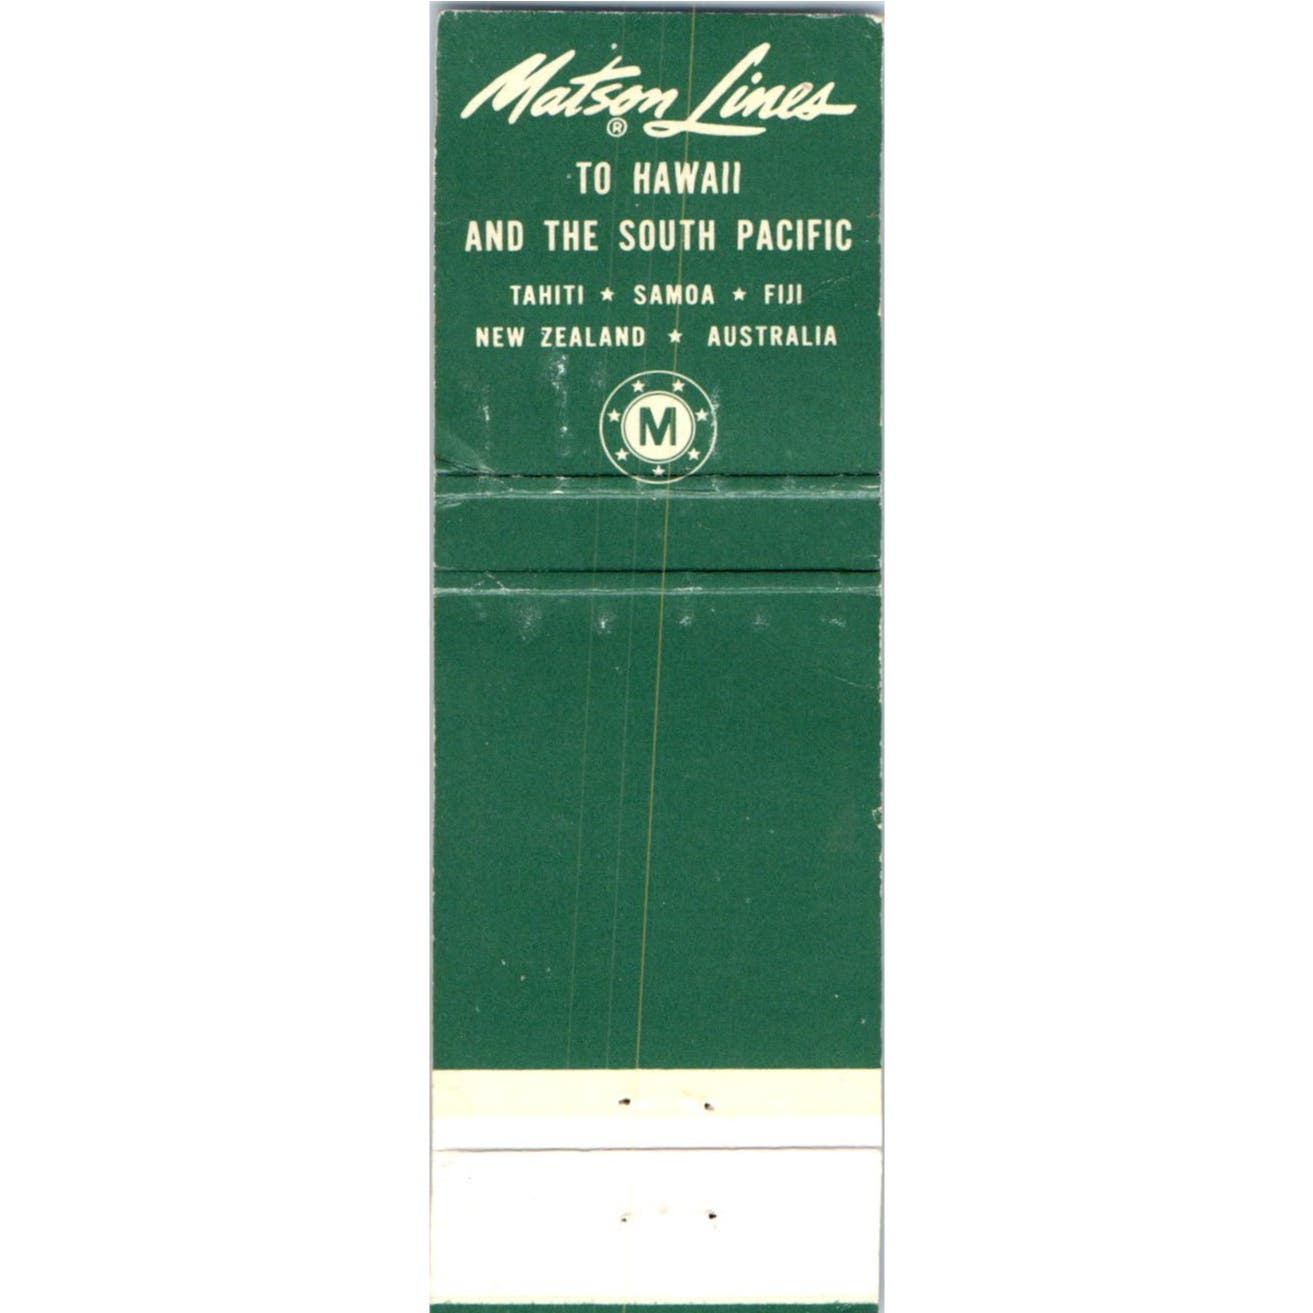 Matson Lines
®
TO HAWAII
AND THE SOUTH PACIFIC
TAHITI ★ SAMOA ★ FIJI
NEW ZEALAND ★ AUSTRALIA
M